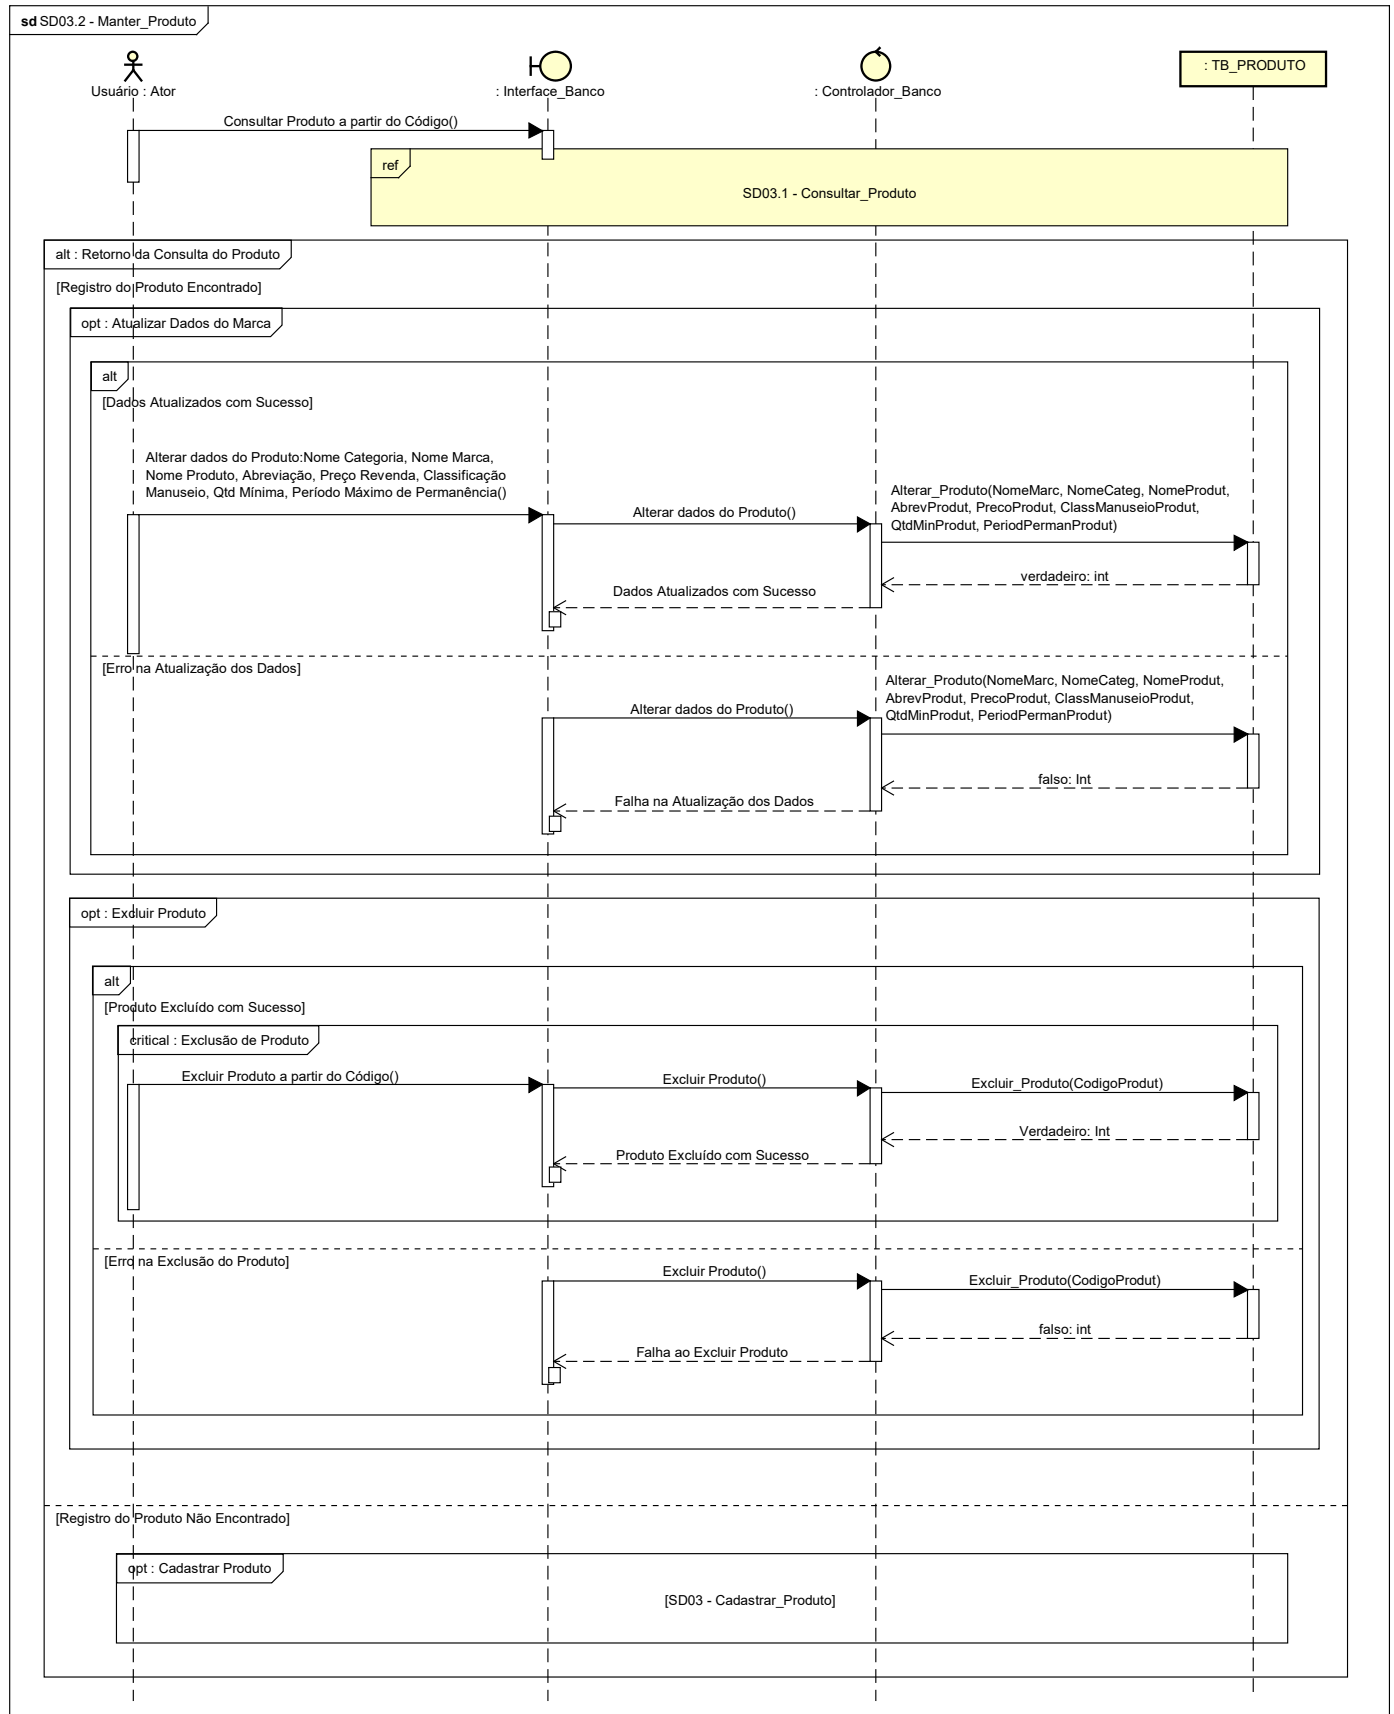 sd SD03.2 - Manter_Produto
Usuário : Ator
: Interface_Banco
: Controlador_Banco
: TB_PRODUTO
Consultar Produto a partir do Código()
ref
SD03.1 - Consultar_Produto
alt : Retorno da Consulta do Produto
[Registro do Produto Encontrado]
opt : Atualizar Dados do Marca
alt
[Dados Atualizados com Sucesso]
Alterar dados do Produto:Nome Categoria, Nome Marca,
Nome Produto, Abreviação, Preço Revenda, Classificação
Manuseio, Qtd Mínima, Período Máximo de Permanência()
Alterar dados do Produto()
Alterar_Produto(NomeMarc, NomeCateg, NomeProdut,
AbrevProdut, PrecoProdut, ClassManuseioProdut,
QtdMinProdut, PeriodPermanProdut)
verdadeiro: int
Dados Atualizados com Sucesso
[Erro na Atualização dos Dados]
Alterar dados do Produto()
Alterar_Produto(NomeMarc, NomeCateg, NomeProdut,
AbrevProdut, PrecoProdut, ClassManuseioProdut,
QtdMinProdut, PeriodPermanProdut)
falso: Int
Falha na Atualização dos Dados
opt : Excluir Produto
alt
[Produto Excluído com Sucesso]
critical : Exclusão de Produto
Excluir Produto a partir do Código()
Excluir Produto()
Excluir_Produto(CodigoProdut)
Verdadeiro: Int
Produto Excluído com Sucesso
[Erro na Exclusão do Produto]
Excluir Produto()
Excluir_Produto(CodigoProdut)
falso: int
Falha ao Excluir Produto
[Registro do Produto Não Encontrado]
opt : Cadastrar Produto
[SD03 - Cadastrar_Produto]